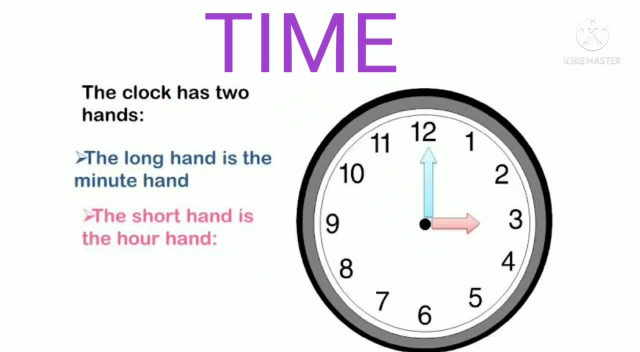 TIME
KINEMASTER
The clock has two
hands:
➢The long hand is the
minute hand
➢The short hand is
the hour hand:
12
11
1
10
2
9
3
8
4
7
5
6